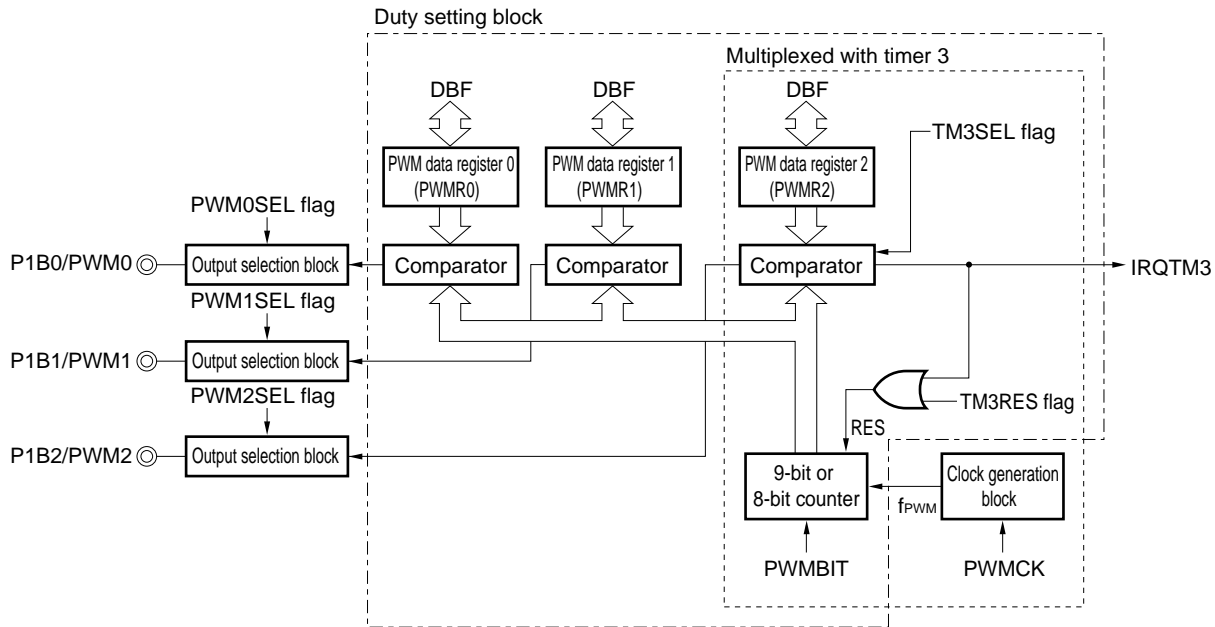 Duty setting block
Multiplexed with timer 3
DBF
DBF
DBF
TM3SEL flag
PWM data register 0
(PWMR0)
PWM data register 1
(PWMR1)
PWM data register 2
(PWMR2)
PWM0SEL flag
P1B0/PWM0
Output selection block
Comparator
Comparator
Comparator
IRQTM3
PWM1SEL flag
P1B1/PWM1
Output selection block
PWM2SEL flag
TM3RES flag
RES
P1B2/PWM2
Output selection block
9-bit or
8-bit counter
fPWM
Clock generation
block
PWMBIT
PWMCK